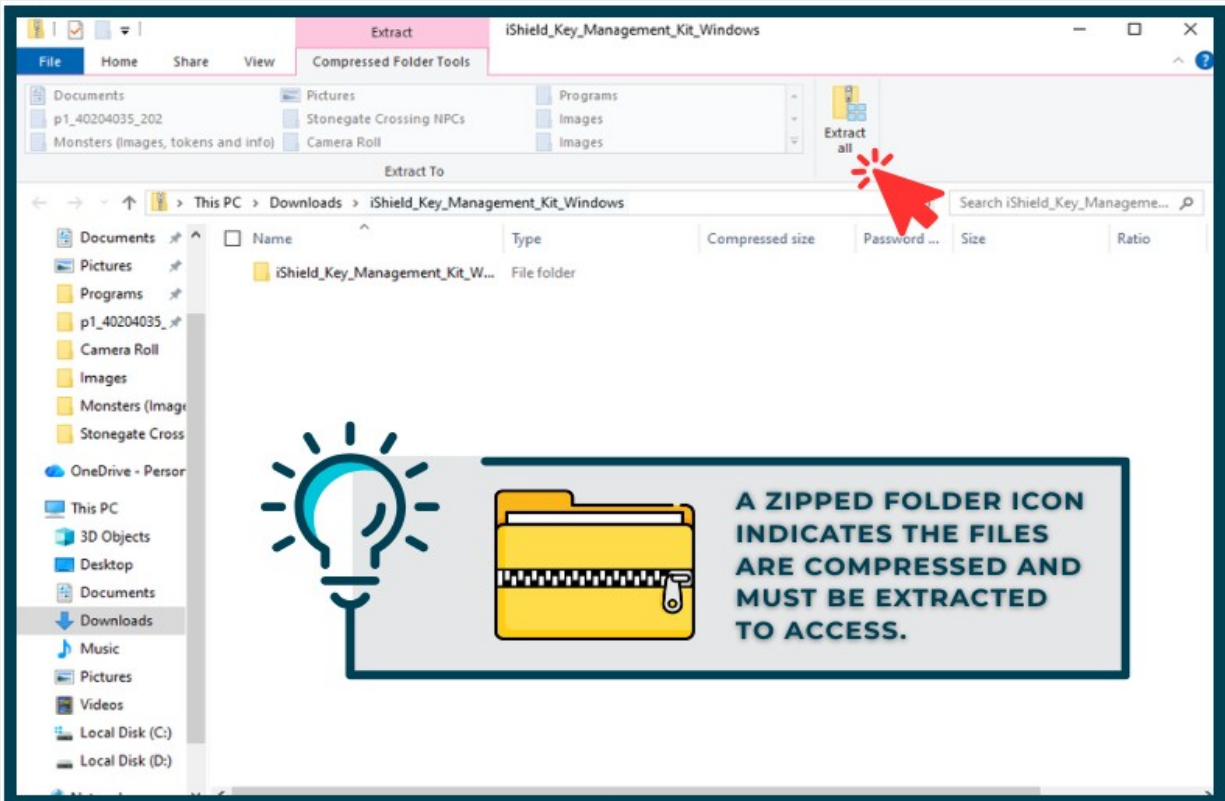 Extract iShield_Key_Management_Kit_Windows
File Home Share View Compressed Folder Tools
Documents Pictures Programs
p1_40204035_202 Stonegate Crossing NPCs Images
Monsters (Images, tokens and info) Camera Roll Images
Extract all
Extract To
This PC > Downloads > iShield_Key_Management_Kit_Windows
Search iShield_Key_Manageme...
Name Type Compressed size Password ... Size Ratio
iShield_Key_Management_Kit_W... File folder
Documents
Pictures
Programs
p1_40204035_
Camera Roll
Images
Monsters (Image
Stonegate Cross
OneDrive - Person
This PC
3D Objects
Desktop
Documents
Downloads
Music
Pictures
Videos
Local Disk (C:)
Local Disk (D:)
A ZIPPED FOLDER ICON
INDICATES THE FILES
ARE COMPRESSED AND
MUST BE EXTRACTED
TO ACCESS.